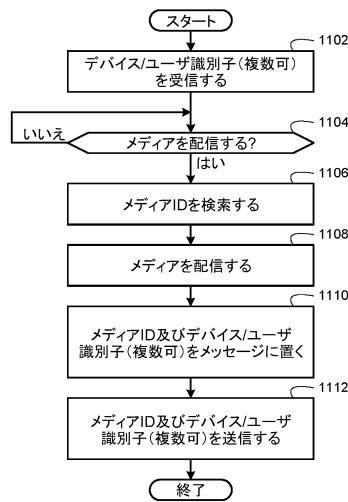 スタート
1102
デバイス/ユーザ識別子(複数可)
を受信する
1104
メディアを配信する?
いいえ
はい
1106
メディアIDを検索する
1108
メディアを配信する
1110
メディアID及びデバイス/ユーザ
識別子(複数可)をメッセージに置く
1112
メディアID及びデバイス/ユーザ
識別子(複数可)を送信する
終了